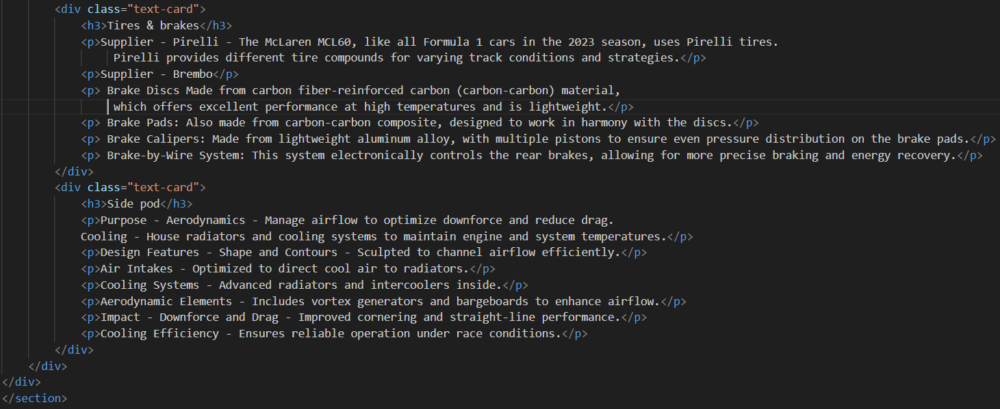 <div class="text-card">
<h3>Tires & brakes</h3>
<p>Supplier - Pirelli - The McLaren MCL60, like all Formula 1 cars in the 2023 season, uses Pirelli tires.
Pirelli provides different tire compounds for varying track conditions and strategies.</p>
<p>Supplier - Brembo</p>
<p> Brake Discs Made from carbon fiber-reinforced carbon (carbon-carbon) material,
which offers excellent performance at high temperatures and is lightweight.</p>
<p> Brake Pads: Also made from carbon-carbon composite, designed to work in harmony with the discs.</p>
<p> Brake Calipers: Made from lightweight aluminum alloy, with multiple pistons to ensure even pressure distribution on the brake pads.</p>
<p> Brake-by-Wire System: This system electronically controls the rear brakes, allowing for more precise braking and energy recovery.</p>
</div>
<div class="text-card">
<h3>Side pod</h3>
<p>Purpose - Aerodynamics - Manage airflow to optimize downforce and reduce drag.
Cooling - House radiators and cooling systems to maintain engine and system temperatures.</p>
<p>Design Features - Shape and Contours - Sculpted to channel airflow efficiently.</p>
<p>Air Intakes - Optimized to direct cool air to radiators.</p>
<p>Cooling Systems - Advanced radiators and intercoolers inside.</p>
<p>Aerodynamic Elements - Includes vortex generators and bargeboards to enhance airflow.</p>
<p>Impact - Downforce and Drag - Improved cornering and straight-line performance.</p>
<p>Cooling Efficiency - Ensures reliable operation under race conditions.</p>
</div>
</div>
</div>
</section>